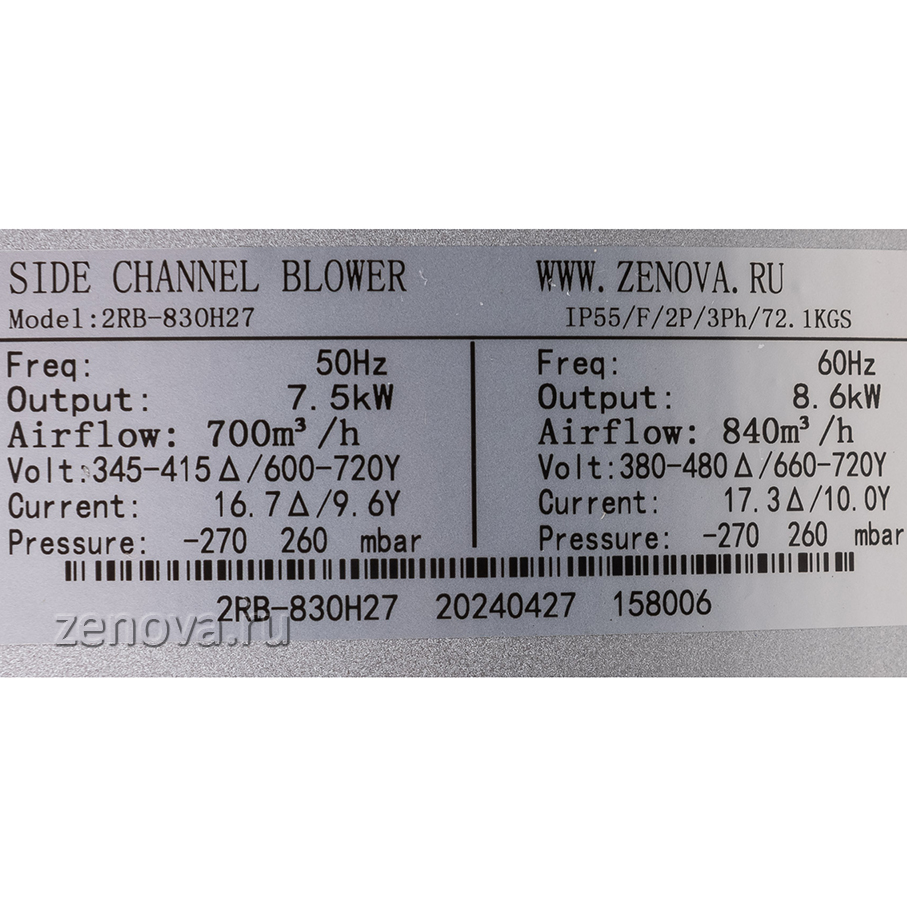 SIDE CHANNEL BLOWER WWW.ZENOVA.RU
Model:2RB-830H27 IP55/F/2P/3Ph/72.1KGS
Freq: 50Hz
Output: 7.5kW
Airflow: 700m³/h
Volt:345-415Δ/600-720Y
Current: 16.7Δ/9.6Y
Pressure: -270 260 mbar
Freq: 60Hz
Output: 8.6kW
Airflow: 840m³/h
Volt:380-480Δ/660-720Y
Current: 17.3Δ/10.0Y
Pressure: -270 260 mbar
2RB-830H27 20240427 158006
zenova.ru